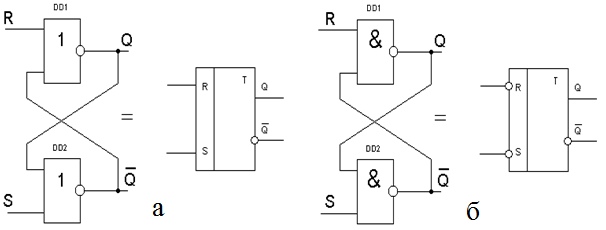 DD1
R
1
Q
T
R
Q
=
S
Q̅
DD2
1
Q̅
S
а
DD1
R
&
Q
T
R
Q
=
S
Q̅
DD2
&
Q̅
S
б